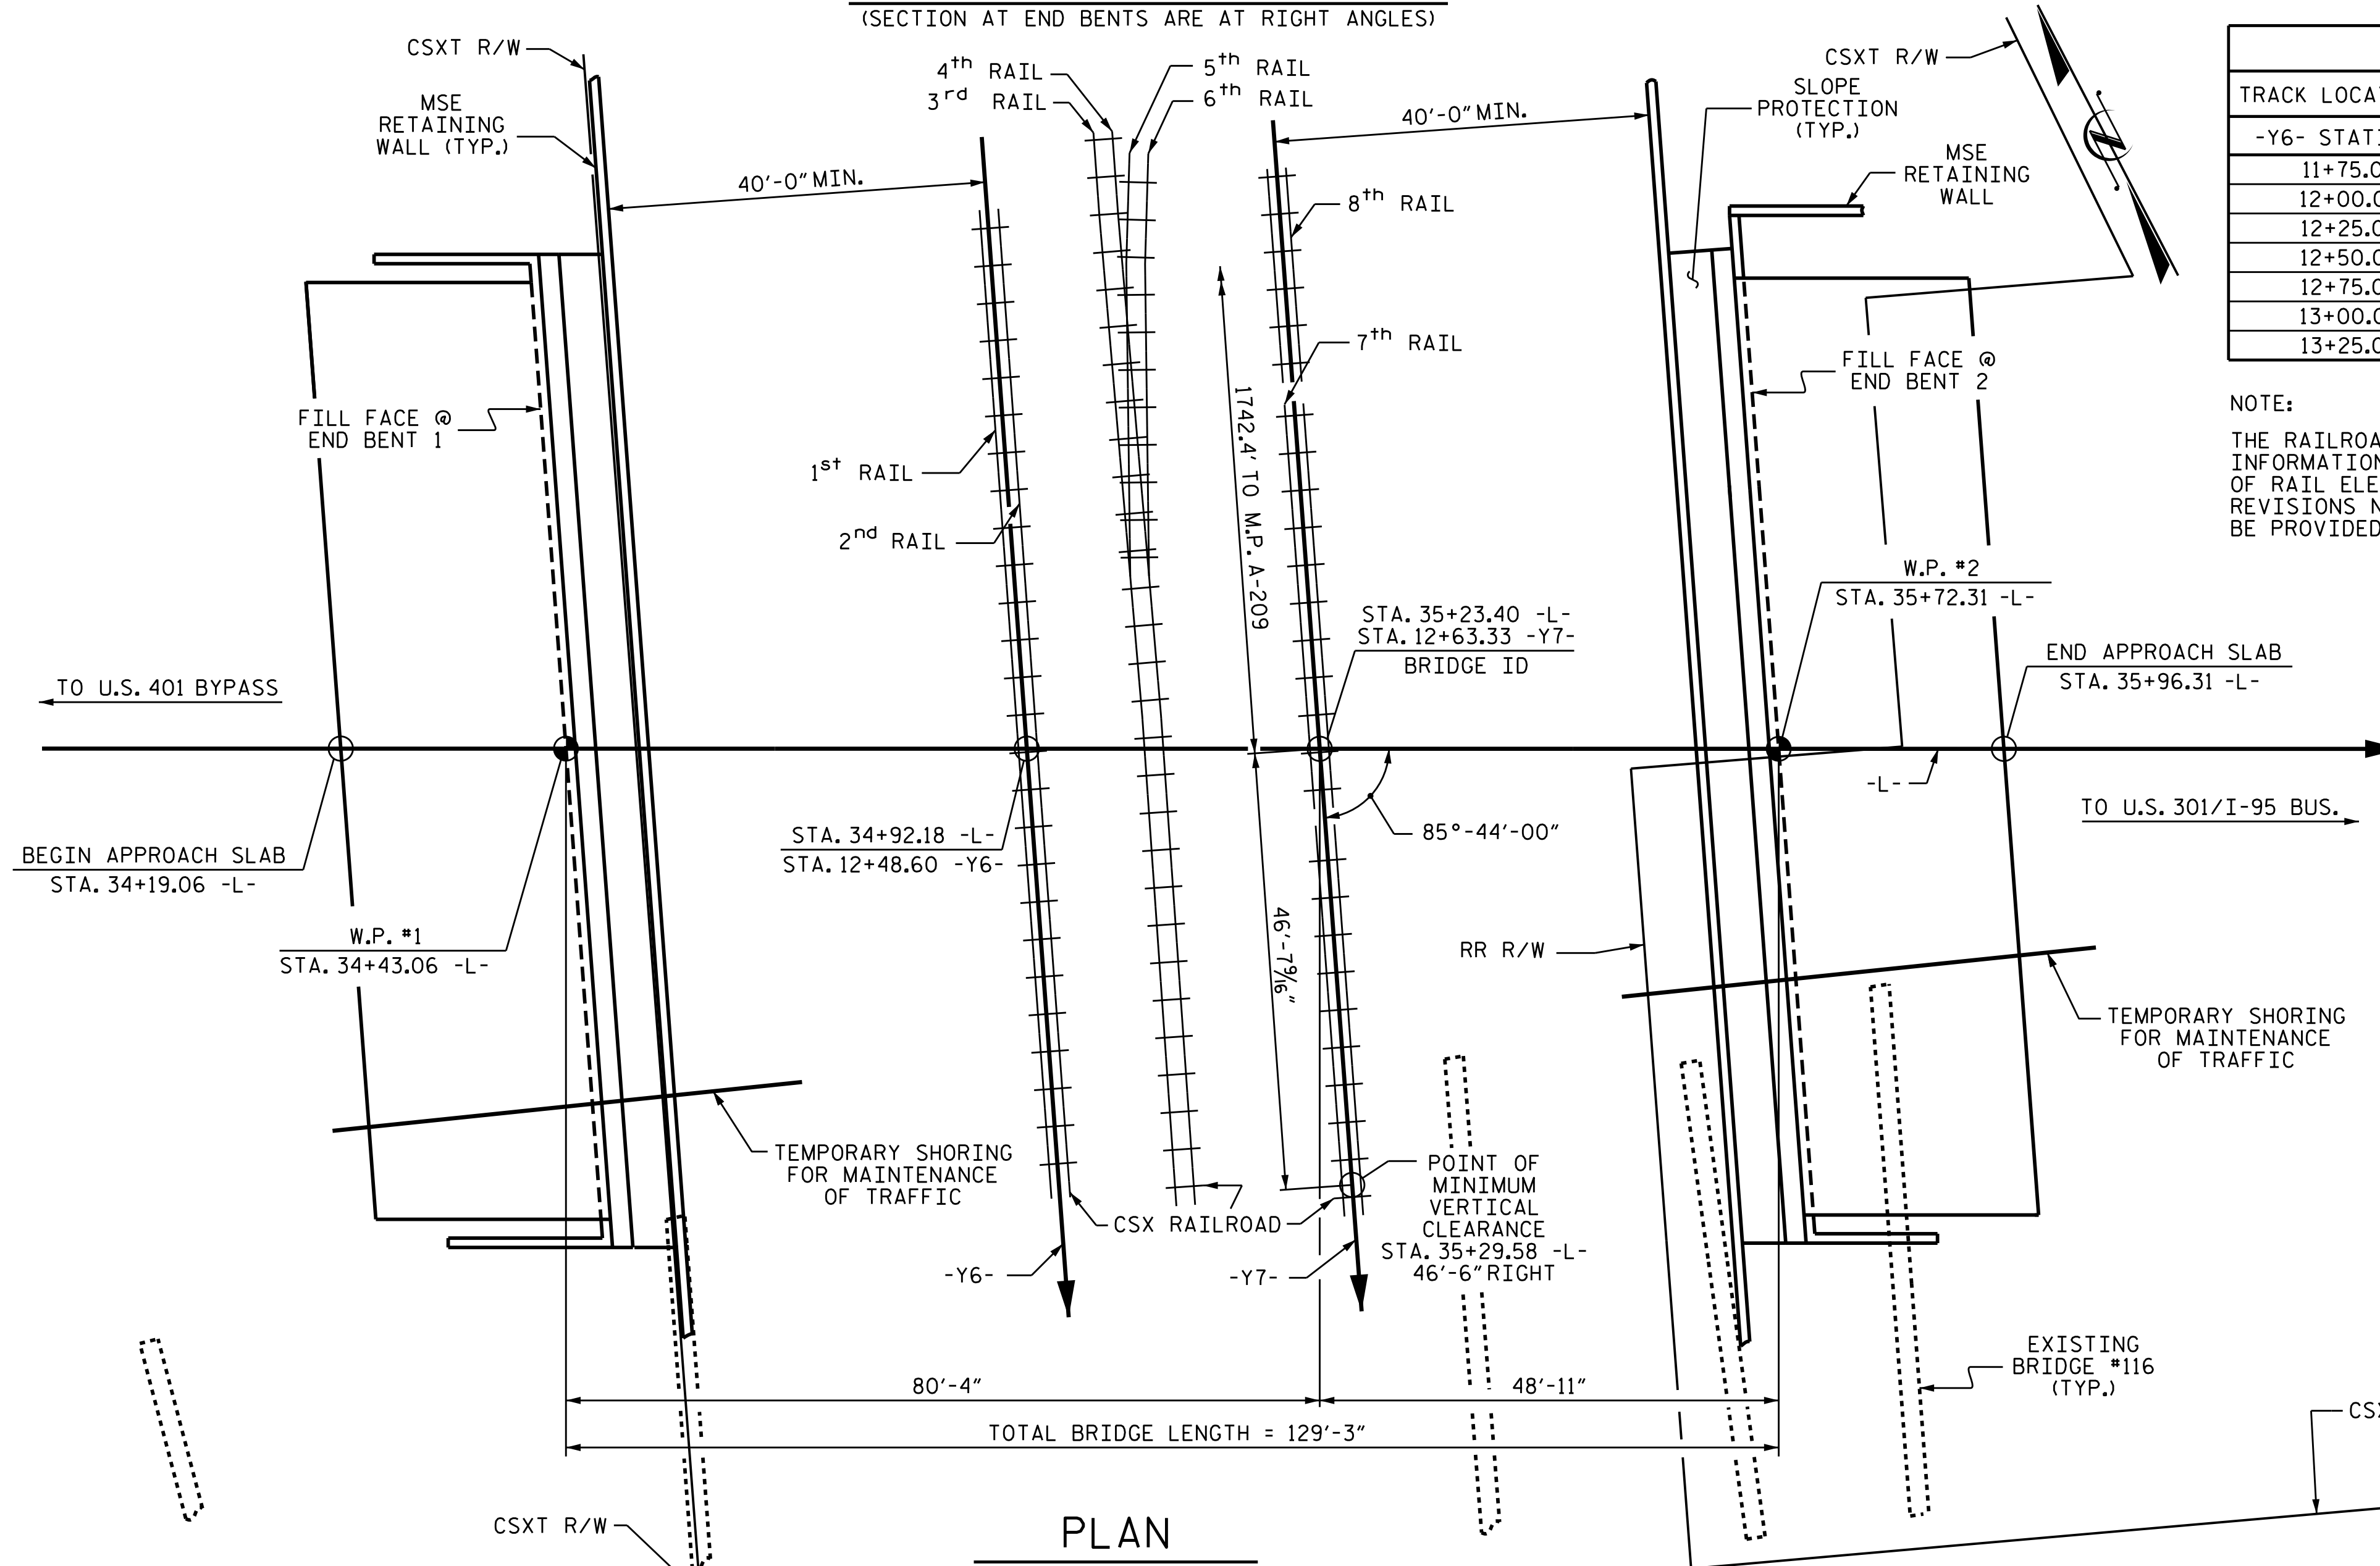 (SECTION AT END BENTS ARE AT RIGHT ANGLES)
CSXT R/W
MSE
RETAINING
WALL (TYP.)
4th RAIL
3rd RAIL
5th RAIL
6th RAIL
40'-0" MIN.
40'-0" MIN.
CSXT R/W
SLOPE
PROTECTION
(TYP.)
MSE
RETAINING
WALL
TRACK LOCA
-Y6- STATI
11+75.0
12+00.0
12+25.0
12+50.0
12+75.0
13+00.0
13+25.0
NOTE:
THE RAILROA
INFORMATION
OF RAIL ELE
REVISIONS N
BE PROVIDED
8th RAIL
7th RAIL
FILL FACE @
END BENT 1
FILL FACE @
END BENT 2
1st RAIL
2nd RAIL
1742.4' TO M.P. A-209
STA. 35+23.40 -L-
STA. 12+63.33 -Y7-
BRIDGE ID
W.P. #2
STA. 35+72.31 -L-
END APPROACH SLAB
STA. 35+96.31 -L-
TO U.S. 401 BYPASS
-L-
TO U.S. 301/I-95 BUS.
BEGIN APPROACH SLAB
STA. 34+19.06 -L-
STA. 34+92.18 -L-
STA. 12+48.60 -Y6-
85°-44'-00"
W.P. #1
STA. 34+43.06 -L-
46'-7 9/16"
RR R/W
TEMPORARY SHORING
FOR MAINTENANCE
OF TRAFFIC
TEMPORARY SHORING
FOR MAINTENANCE
OF TRAFFIC
CSX RAILROAD
POINT OF
MINIMUM
VERTICAL
CLEARANCE
STA. 35+29.58 -L-
46'-6" RIGHT
-Y6-
-Y7-
EXISTING
BRIDGE #116
(TYP.)
80'-4"
48'-11"
TOTAL BRIDGE LENGTH = 129'-3"
CS
CSXT R/W
PLAN